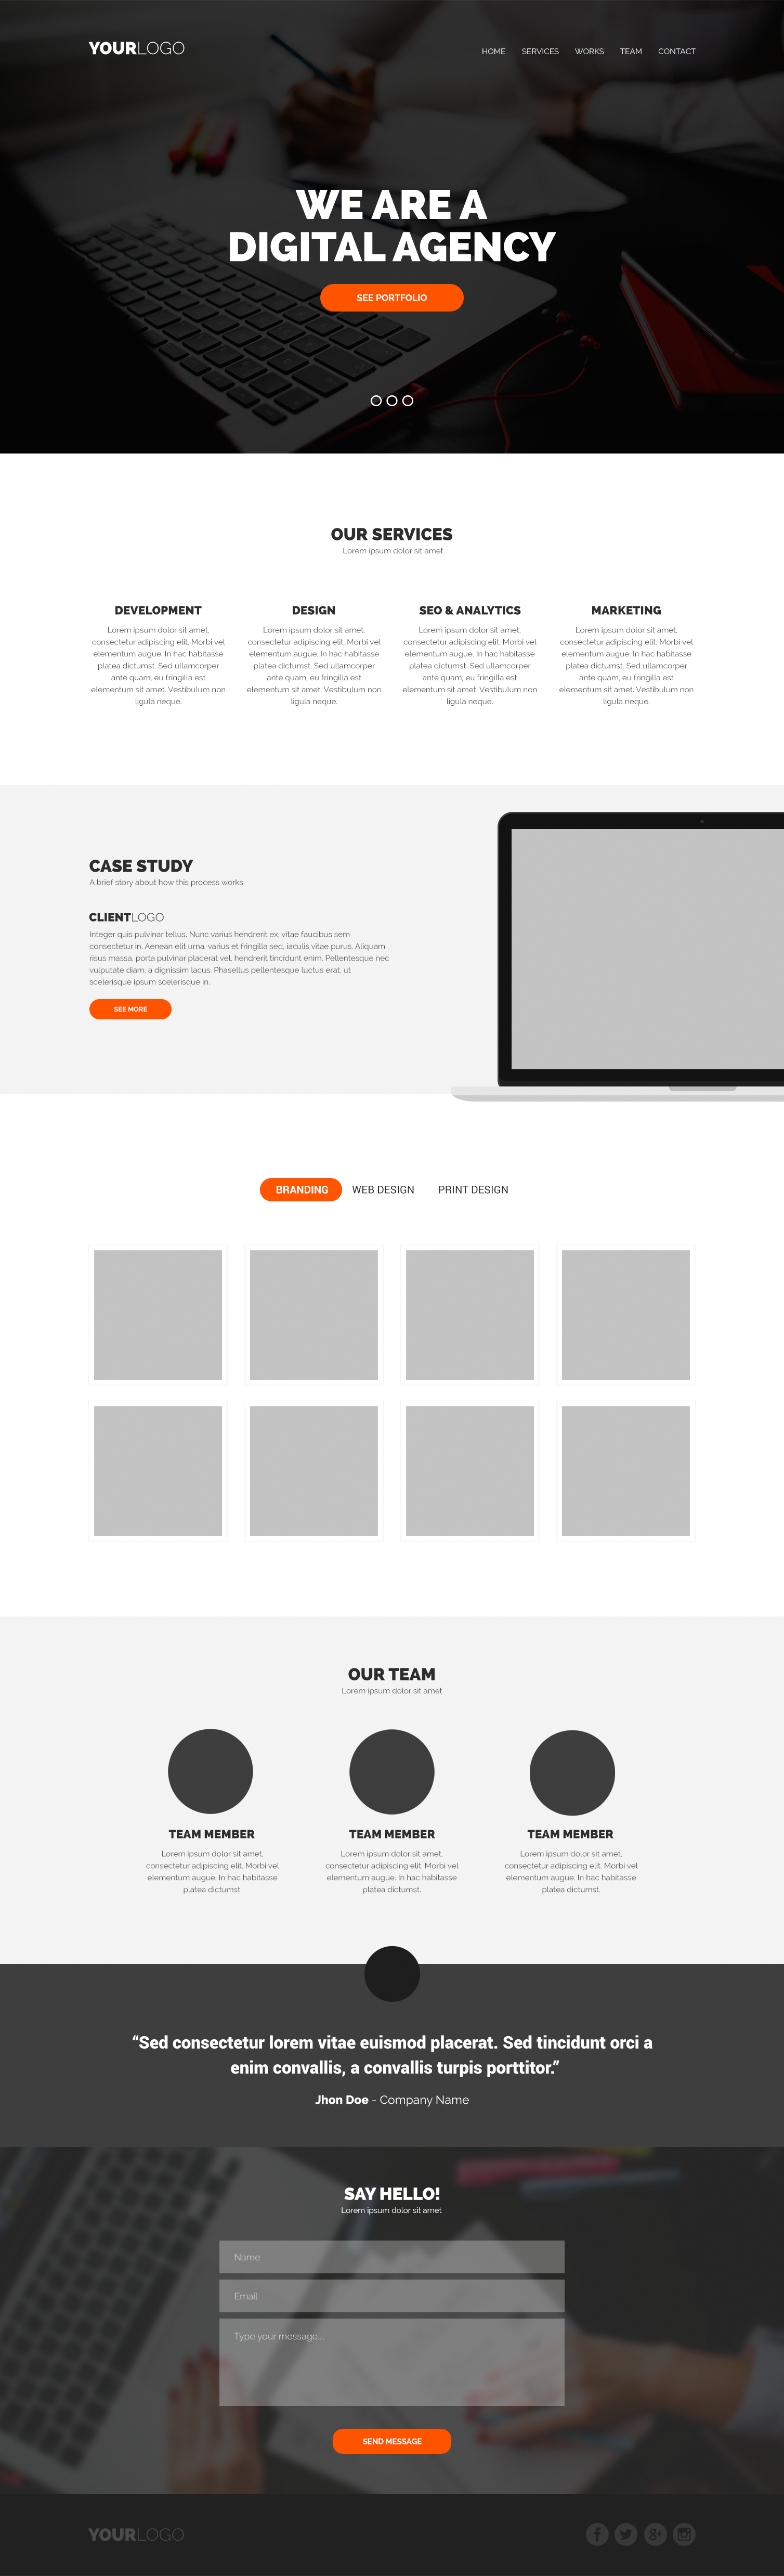 YOURLOGO
HOME SERVICES WORKS TEAM CONTACT
WE ARE A
DIGITAL AGENCY
SEE PORTFOLIO
OUR SERVICES
Lorem ipsum dolor sit amet
DEVELOPMENT
Lorem ipsum dolor sit amet,
consectetur adipiscing elit. Morbi vel
elementum augue. In hac habitasse
platea dictumst. Sed ullamcorper
ante quam, eu fringilla est
elementum sit amet. Vestibulum non
ligula neque.
DESIGN
Lorem ipsum dolor sit amet,
consectetur adipiscing elit. Morbi vel
elementum augue. In hac habitasse
platea dictumst. Sed ullamcorper
ante quam, eu fringilla est
elementum sit amet. Vestibulum non
ligula neque.
SEO & ANALYTICS
Lorem ipsum dolor sit amet,
consectetur adipiscing elit. Morbi vel
elementum augue. In hac habitasse
platea dictumst. Sed ullamcorper
ante quam, eu fringilla est
elementum sit amet. Vestibulum non
ligula neque.
MARKETING
Lorem ipsum dolor sit amet,
consectetur adipiscing elit. Morbi vel
elementum augue. In hac habitasse
platea dictumst. Sed ullamcorper
ante quam, eu fringilla est
elementum sit amet. Vestibulum non
ligula neque.
CASE STUDY
A brief story about how this process works
CLIENTLOGO
Integer quis pulvinar tellus. Nunc varius hendrerit ex, vitae faucibus sem
consectetur in. Aenean elit urna, varius et fringilla sed, iaculis vitae purus. Aliquam
risus massa, porta pulvinar placerat vel, hendrerit tincidunt enim. Pellentesque nec
vulputate diam, a dignissim lacus. Phasellus pellentesque luctus erat, ut
scelerisque ipsum scelerisque in.
SEE MORE
BRANDING WEB DESIGN PRINT DESIGN
OUR TEAM
Lorem ipsum dolor sit amet
TEAM MEMBER
Lorem ipsum dolor sit amet,
consectetur adipiscing elit. Morbi vel
elementum augue. In hac habitasse
platea dictumst.
TEAM MEMBER
Lorem ipsum dolor sit amet,
consectetur adipiscing elit. Morbi vel
elementum augue. In hac habitasse
platea dictumst.
TEAM MEMBER
Lorem ipsum dolor sit amet,
consectetur adipiscing elit. Morbi vel
elementum augue. In hac habitasse
platea dictumst.
“Sed consectetur lorem vitae euismod placerat. Sed tincidunt orci a
enim convallis, a convallis turpis porttitor.”
Jhon Doe - Company Name
SAY HELLO!
Lorem ipsum dolor sit amet
Name
Email
Type your message...
SEND MESSAGE
YOURLOGO